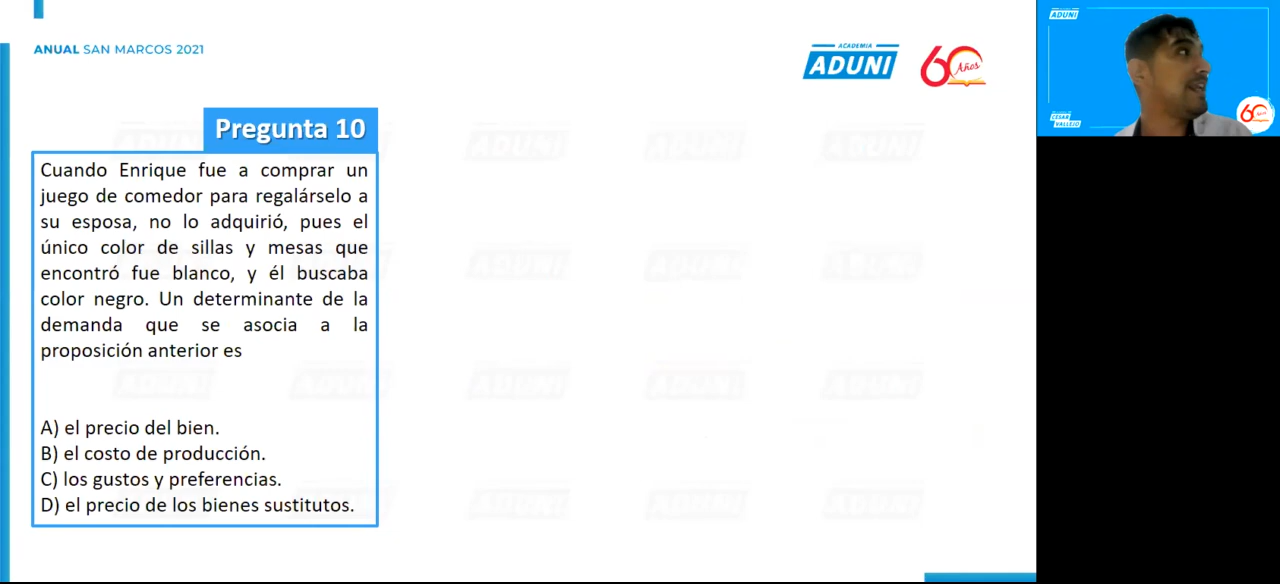 ANUAL SAN MARCOS 2021
ACADEMIA
ADUNI
60 Años
ADUNI
CESAR
VALLEJO
60
Pregunta 10
Cuando Enrique fue a comprar un
juego de comedor para regalárselo a
su esposa, no lo adquirió, pues el
único color de sillas y mesas que
encontró fue blanco, y él buscaba
color negro. Un determinante de la
demanda que se asocia a la
proposición anterior es
A) el precio del bien.
B) el costo de producción.
C) los gustos y preferencias.
D) el precio de los bienes sustitutos.